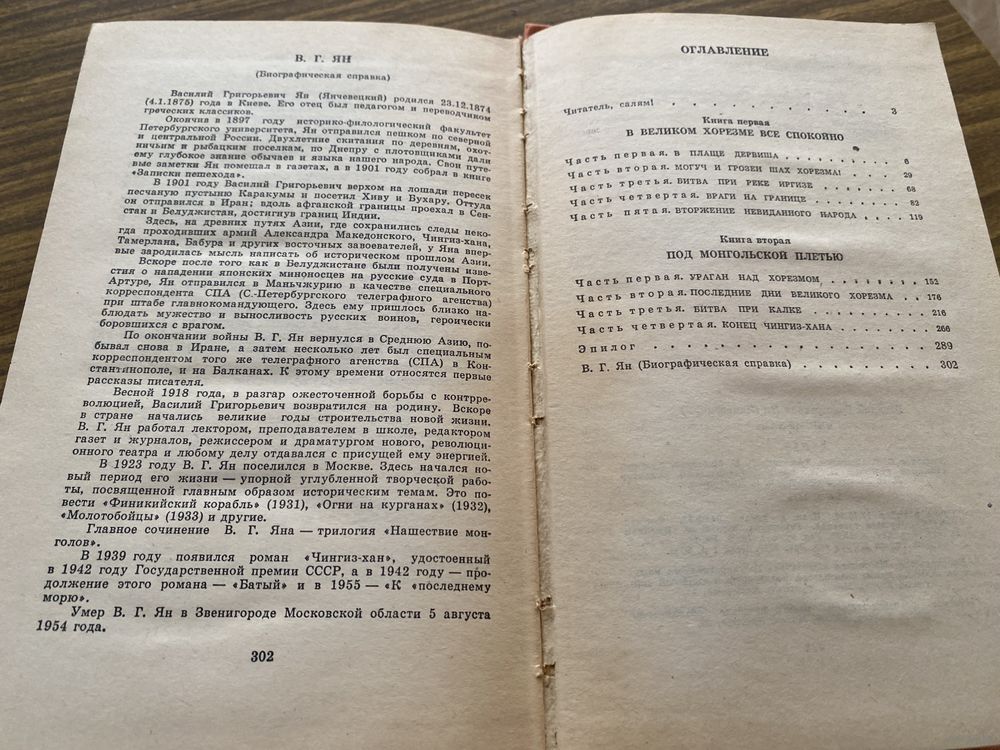 В. Г. ЯН
(Биографическая справка)
Василий Григорьевич Ян (Янчевецкий) родился 23.12.1874
(4.1.1875) года в Киеве. Его отец был педагогом и переводчиком
греческих классиков.
Окончив в 1897 году историко-филологический факультет
Петербургского университета, Ян отправился пешком по северной
и центральной России. Двухлетние скитания по деревням, охот-
ничьим и рыбацким поселкам, по Днепру с плотовщиками дали
ему глубокое знание обычаев и языка нашего народа. Свои путе-
вые заметки Ян помещал в газетах, а в 1901 году собрал в книге
«Записки пешехода».
В 1901 году Василий Григорьевич верхом на лошади пересек
песчаную пустыню Каракумы и посетил Хиву и Бухару. Оттуда
он отправился в Иран; вдоль афганской границы проехал в Сеи-
стан и Белуджистан, достигнув границ Индии.
Здесь, на древних путях Азии, где сохранились следы неко-
гда проходивших армий Александра Македонского, Чингиз-хана,
Тамерлана, Бабура и других восточных завоевателей, у Яна впер-
вые зародилась мысль написать об историческом прошлом Азии.
Вскоре после того как в Белуджистане были получены изве-
стия о нападении японских миноносцев на русские суда в Порт-
Артуре, Ян отправился в Маньчжурию в качестве специального
корреспондента СПА (С.-Петербургского телеграфного агенства)
при штабе главнокомандующего. Здесь ему пришлось близко на-
блюдать мужество и выносливость русских воинов, героически
боровшихся с врагом.
По окончании войны В. Г. Ян вернулся в Среднюю Азию, по-
бывал снова в Иране, а затем несколько лет был специальным
корреспондентом того же телеграфного агенства (СПА) в Кон-
стантинополе, и на Балканах. К этому времени относятся первые
рассказы писателя.
Весной 1918 года, в разгар ожесточенной борьбы с контрре-
волюцией, Василий Григорьевич возвратился на родину. Вскоре
в стране начались великие годы строительства новой жизни.
В. Г. Ян работал лектором, преподавателем в школе, редактором
газет и журналов, режиссером и драматургом нового, революци-
онного театра и любому делу отдавался с присущей ему энергией.
В 1923 году В. Г. Ян поселился в Москве. Здесь начался но-
вый период его жизни — упорной углубленной творческой рабо-
ты, посвященной главным образом историческим темам. Это по-
вести «Финикийский корабль» (1931), «Огни на курганах» (1932),
«Молотобойцы» (1933) и другие.
Главное сочинение В. Г. Яна — трилогия «Нашествие мон-
голов».
В 1939 году появился роман «Чингиз-хан», удостоенный
в 1942 году Государственной премии СССР, а в 1942 году — про-
должение этого романа — «Батый» и в 1955 — «К «последнему
морю».
Умер В. Г. Ян в Звенигороде Московской области 5 августа
1954 года.
302
ОГЛАВЛЕНИЕ
Читатель, салям! . . . . . . . . . . 3
Книга первая
В ВЕЛИКОМ ХОРЕЗМЕ ВСЕ СПОКОЙНО
Часть первая. В ПЛАЩЕ ДЕРВИША . . . . . . . . . 6
Часть вторая. МОГУЧ И ГРОЗЕН ШАХ ХОРЕЗМА! . . . . 29
Часть третья. БИТВА ПРИ РЕКЕ ИРГИЗЕ . . . . . . 63
Часть четвертая. ВРАГИ НА ГРАНИЦЕ . . . . . . . 82
Часть пятая. ВТОРЖЕНИЕ НЕВИДАННОГО НАРОДА . . . . 119
Книга вторая
ПОД МОНГОЛЬСКОЙ ПЛЕТЬЮ
Часть первая. УРАГАН НАД ХОРЕЗМОМ . . . . . . . 152
Часть вторая. ПОСЛЕДНИЕ ДНИ ВЕЛИКОГО ХОРЕЗМА . . 176
Часть третья. БИТВА ПРИ КАЛКЕ . . . . . . . . 216
Часть четвертая. КОНЕЦ ЧИНГИЗ-ХАНА . . . . . . . 266
Эпилог . . . . . . . . . . . . . 289
В. Г. Ян (Биографическая справка) . . . . . . . . 302